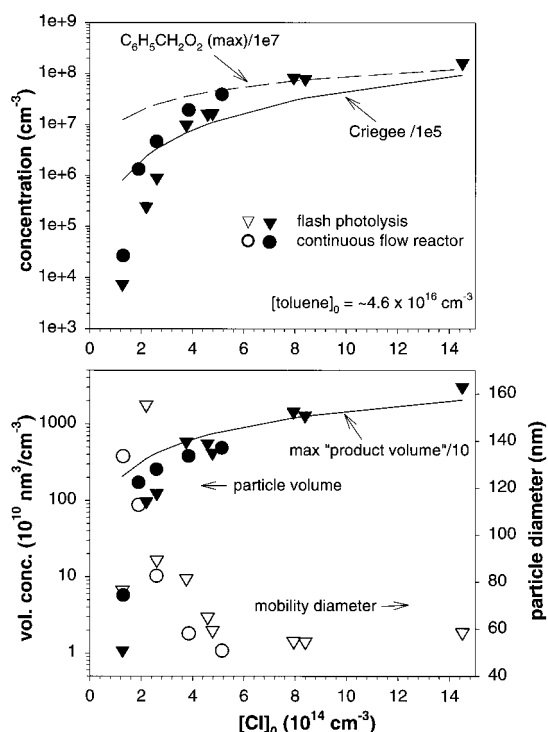 1e+9
1e+8
1e+7
1e+6
1e+5
1e+4
1e+3
concentration (cm⁻³)
C₆H₅CH₂O₂ (max)/1e7
Criegee /1e5
flash photolysis
continuous flow reactor
[toluene]₀ = ~4.6 x 10¹⁶ cm⁻³
0 2 4 6 8 10 12 14
1000
100
10
1
vol. conc. (10¹⁰ nm³/cm⁻³)
max "product volume"/10
particle volume
mobility diameter
160
140
120
100
80
60
40
particle diameter (nm)
0 2 4 6 8 10 12 14
[Cl]₀ (10¹⁴ cm⁻³)